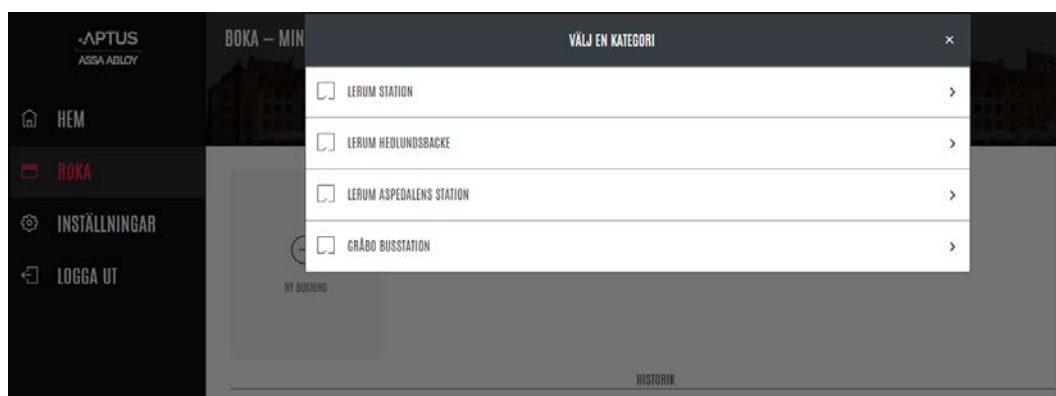 APTUS
ASSA ABLOY
HEM
BOKA
INSTÄLLNINGAR
LOGGA UT
BOKA – MIN
VÄLJ EN KATEGORI
LERUM STATION
LERUM HEDLUNDSBACKE
LERUM ASPEDALENS STATION
GRÅBO BUSSTATION
NY BOKNING
HISTORIK